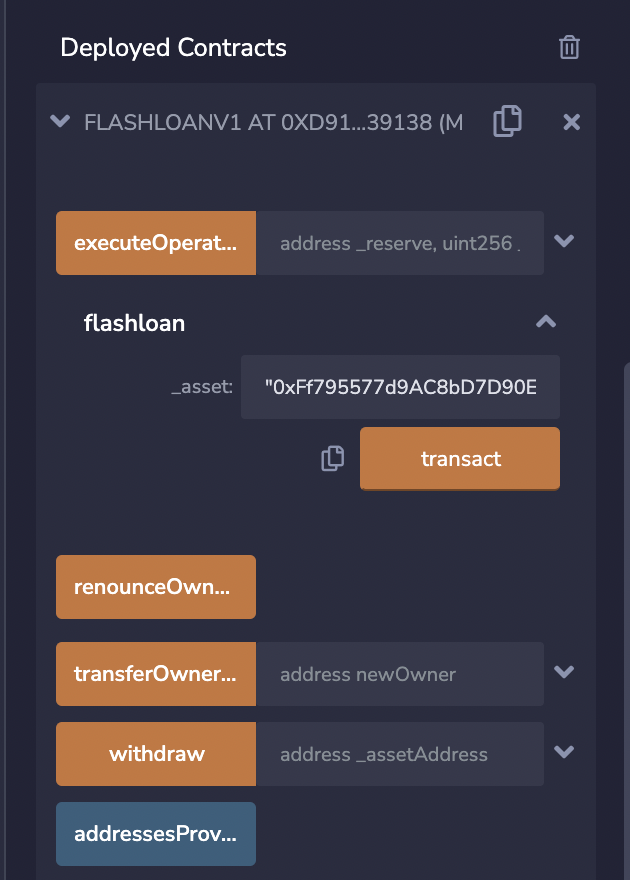 Deployed Contracts
FLASHLOANV1 AT 0XD91...39138 (M
executeOperat... address _reserve, uint256 _
flashloan
_asset: "0xFf795577d9AC8bD7D90E
transact
renounceOwn...
transferOwner... address newOwner
withdraw address _assetAddress
addressesProv...